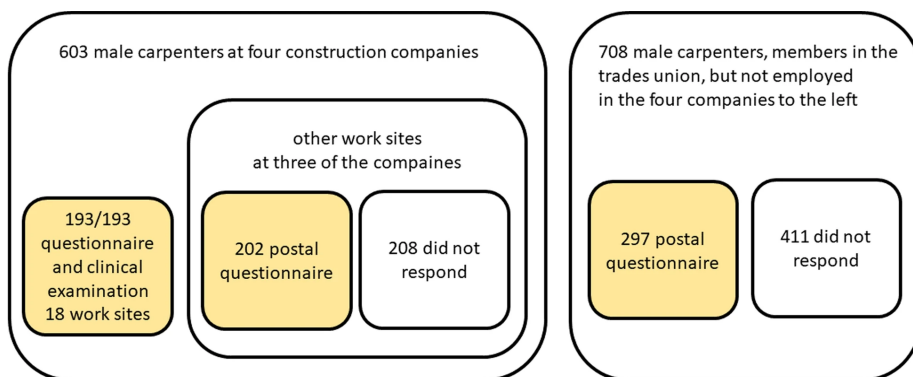 603 male carpenters at four construction companies
other work sites
at three of the compaines
193/193
questionnaire
and clinical
examination
18 work sites
202 postal
questionnaire
208 did not
respond
708 male carpenters, members in the
trades union, but not employed
in the four companies to the left
297 postal
questionnaire
411 did not
respond